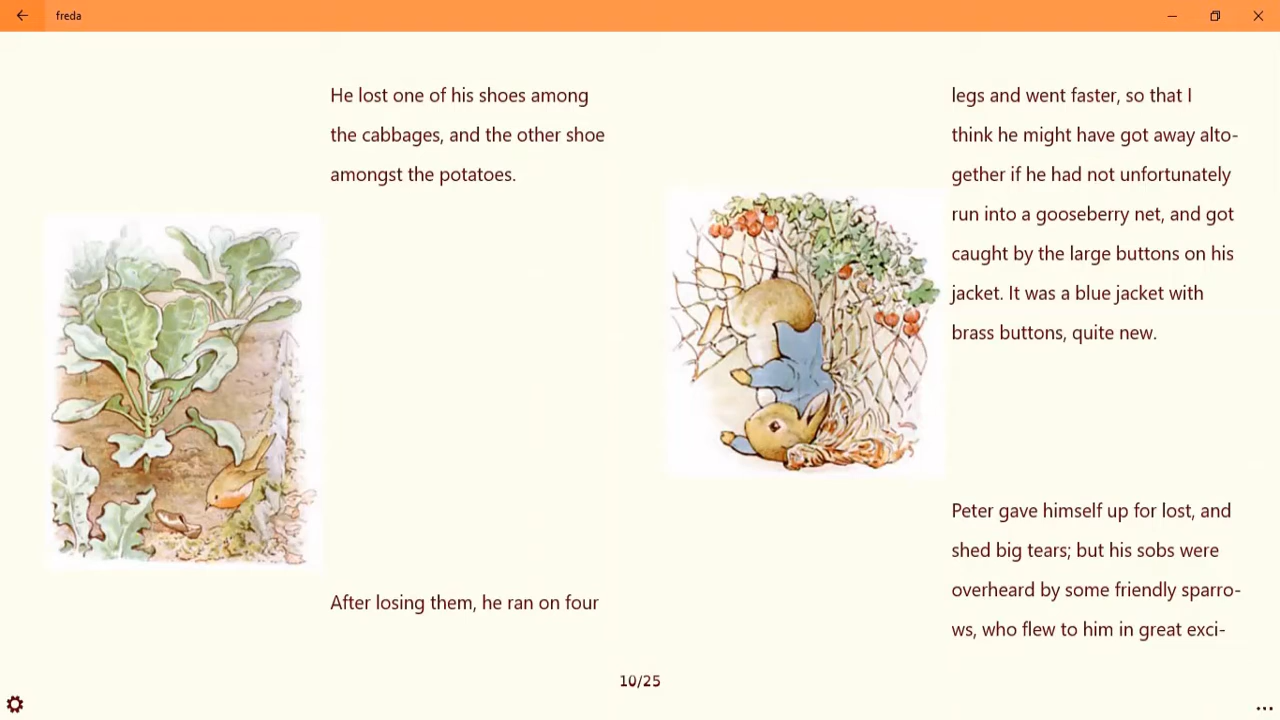 freda
He lost one of his shoes among
the cabbages, and the other shoe
amongst the potatoes.
After losing them, he ran on four
legs and went faster, so that I
think he might have got away alto-
gether if he had not unfortunately
run into a gooseberry net, and got
caught by the large buttons on his
jacket. It was a blue jacket with
brass buttons, quite new.
Peter gave himself up for lost, and
shed big tears; but his sobs were
overheard by some friendly sparro-
ws, who flew to him in great exci-
10/25